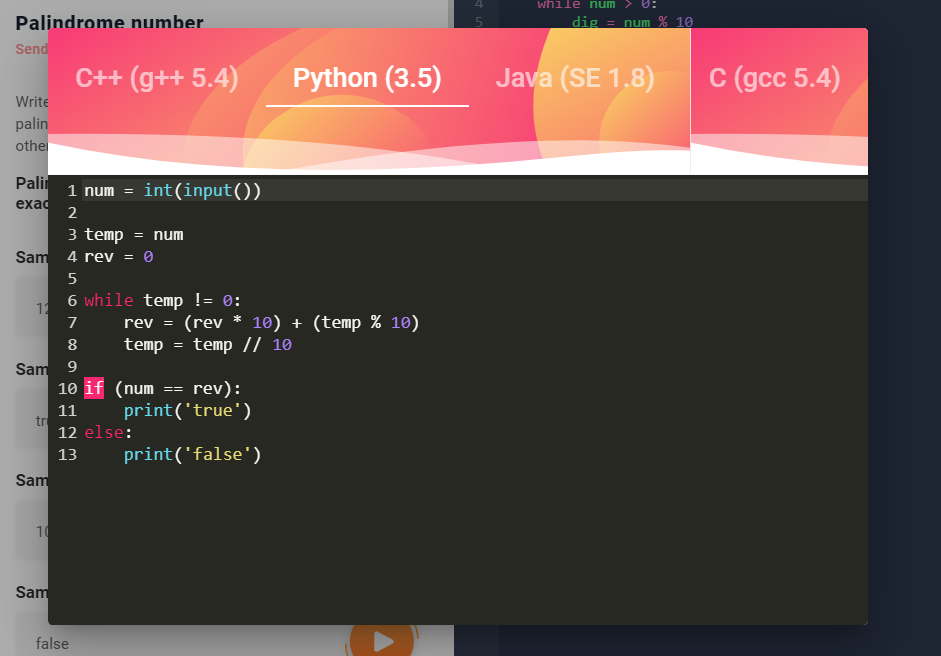 Palindrome number
Send
Write
palin
other
Palin
exac
Sam
12
Sam
tru
Sam
10
Sam
false
4 while num > 0:
5 dig = num % 10
C++ (g++ 5.4) Python (3.5) Java (SE 1.8) C (gcc 5.4)
1 num = int(input())
2
3 temp = num
4 rev = 0
5
6 while temp != 0:
7 rev = (rev * 10) + (temp % 10)
8 temp = temp // 10
9
10 if (num == rev):
11 print('true')
12 else:
13 print('false')